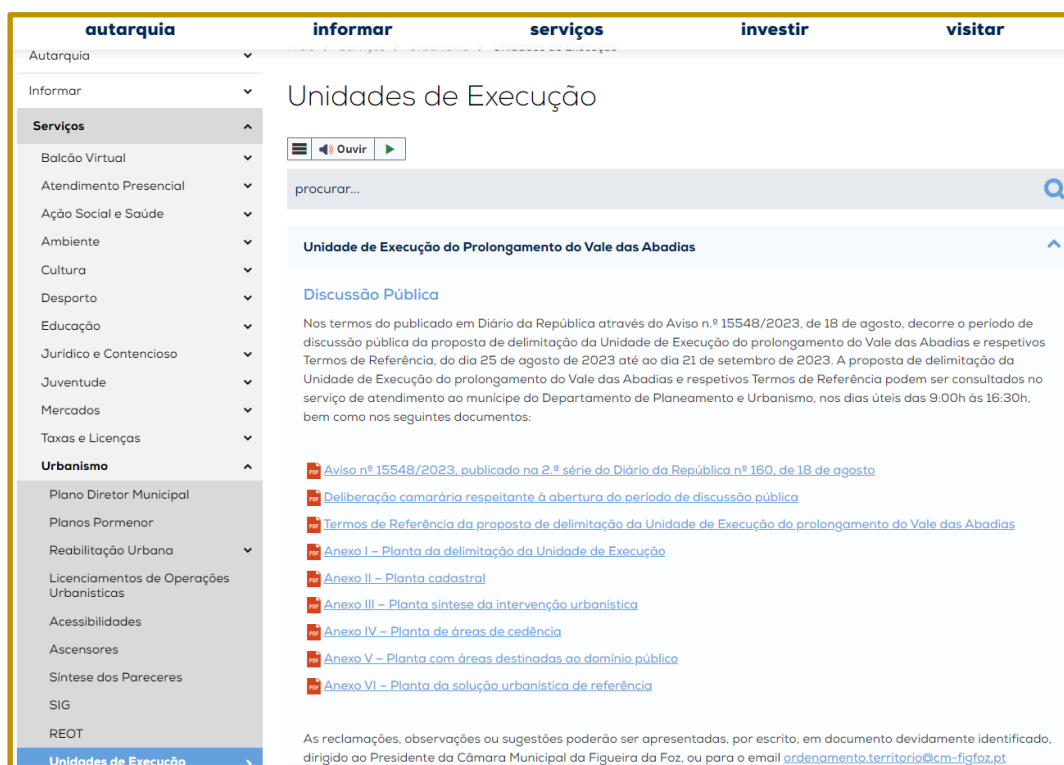 autarquia informar serviços investir visitar
Autarquia
Informar
Serviços
Balcão Virtual
Atendimento Presencial
Ação Social e Saúde
Ambiente
Cultura
Desporto
Educação
Jurídico e Contencioso
Juventude
Mercados
Taxas e Licenças
Urbanismo
Plano Diretor Municipal
Planos Pormenor
Reabilitação Urbana
Licenciamentos de Operações
Urbanisticas
Acessibilidades
Ascensores
Síntese dos Pareceres
SIG
REOT
Unidades de Execução
Unidades de Execução
Ouvir
procurar...
Unidade de Execução do Prolongamento do Vale das Abadias
Discussão Pública
Nos termos do publicado em Diário da República através do Aviso n.º 15548/2023, de 18 de agosto, decorre o período de
discussão pública da proposta de delimitação da Unidade de Execução do prolongamento do Vale das Abadias e respetivos
Termos de Referência, do dia 25 de agosto de 2023 até ao dia 21 de setembro de 2023. A proposta de delimitação da
Unidade de Execução do prolongamento do Vale das Abadias e respetivos Termos de Referência podem ser consultados no
serviço de atendimento ao munícipe do Departamento de Planeamento e Urbanismo, nos dias úteis das 9:00h às 16:30h,
bem como nos seguintes documentos:
PDF Aviso nº 15548/2023, publicado na 2.ª série do Diário da República nº 160, de 18 de agosto
PDF Deliberação camarária respeitante à abertura do período de discussão pública
PDF Termos de Referência da proposta de delimitação da Unidade de Execução do prolongamento do Vale das Abadias
PDF Anexo I – Planta da delimitação da Unidade de Execução
PDF Anexo II – Planta cadastral
PDF Anexo III – Planta síntese da intervenção urbanística
PDF Anexo IV – Planta de áreas de cedência
PDF Anexo V – Planta com áreas destinadas ao domínio público
PDF Anexo VI – Planta da solução urbanística de referência
As reclamações, observações ou sugestões poderão ser apresentadas, por escrito, em documento devidamente identificado,
dirigido ao Presidente da Câmara Municipal da Figueira da Foz, ou para o email ordenamento.territorio@cm-figfoz.pt